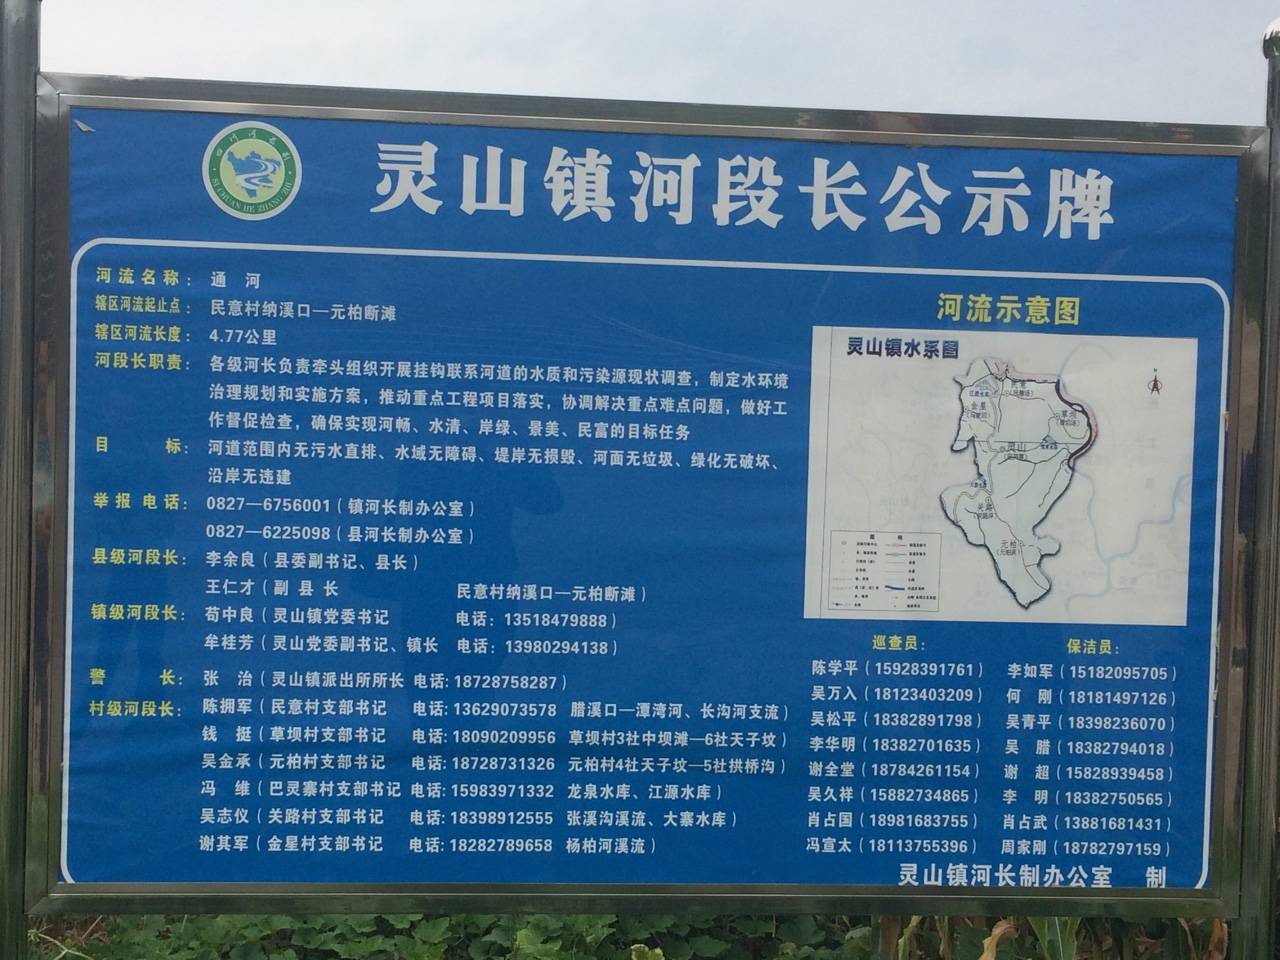 四川河长制
SI CHUAN HE ZHANG ZHI
灵山镇河段长公示牌
河流名称： 通 河
辖区河流起止点： 民意村纳溪口—元柏断滩
辖区河流长度： 4.77公里
河段长职责： 各级河长负责牵头组织开展挂钩联系河道的水质和污染源现状调查，制定水环境
治理规划和实施方案，推动重点工程项目落实，协调解决重点难点问题，做好工
作督促检查，确保实现河畅、水清、岸绿、景美、民富的目标任务
目 标： 河道范围内无污水直排、水域无障碍、堤岸无损毁、河面无垃圾、绿化无破坏、
沿岸无违建
举报电话： 0827—6756001（镇河长制办公室）
0827—6225098（县河长制办公室）
县级河段长： 李余良（县委副书记、县长）
王仁才（副 县 长 民意村纳溪口—元柏断滩）
镇级河段长： 苟中良（灵山镇党委书记 电话：13518479888）
牟桂芳（灵山党委副书记、镇长 电话：13980294138）
警 长： 张 治（灵山镇派出所所长 电话：18728758287）
村级河段长： 陈拥军（民意村支部书记 电话：13629073578 腊溪口—潭湾河、长沟河支流）
钱 挺（草坝村支部书记 电话：18090209956 草坝村3社中坝滩—6社天子坟）
吴金承（元柏村支部书记 电话：18728731326 元柏村4社天子坟—5社拱桥沟）
冯 维（巴灵寨村支部书记 电话：15983971332 龙泉水库、江源水库）
吴志仪（关路村支部书记 电话：18398912555 张溪沟溪流、大寨水库）
谢其军（金星村支部书记 电话：18282789658 杨柏河溪流）
河流示意图
灵山镇水系图
金星
草坝
灵山
关路
元柏
图 例
巡查员： 保洁员：
陈学平（15928391761） 李如军（15182095705）
吴万入（18123403209） 何 刚（18181497126）
吴松平（18382891798） 吴青平（18398236070）
李华明（18382701635） 吴 腊（18382794018）
谢全堂（18784261154） 谢 超（15828939458）
吴久祥（15882734865） 李 明（18382750565）
肖占国（18981683755） 肖占武（13881681431）
冯宣太（18113755396） 周家刚（18782797159）
灵山镇河长制办公室 制